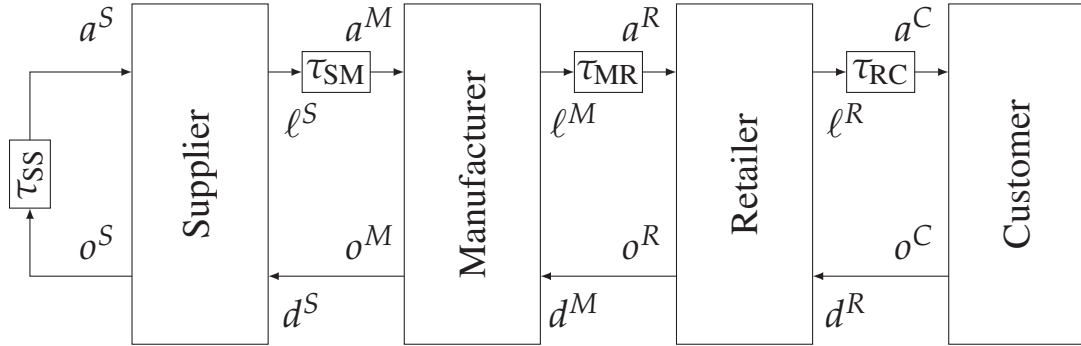 a^S
ℓ^S
a^M
ℓ^M
a^R
ℓ^R
a^C
τ_SS
τ_SM
τ_MR
τ_RC
Supplier
Manufacturer
Retailer
Customer
o^S
o^M
o^R
o^C
d^S
d^M
d^R